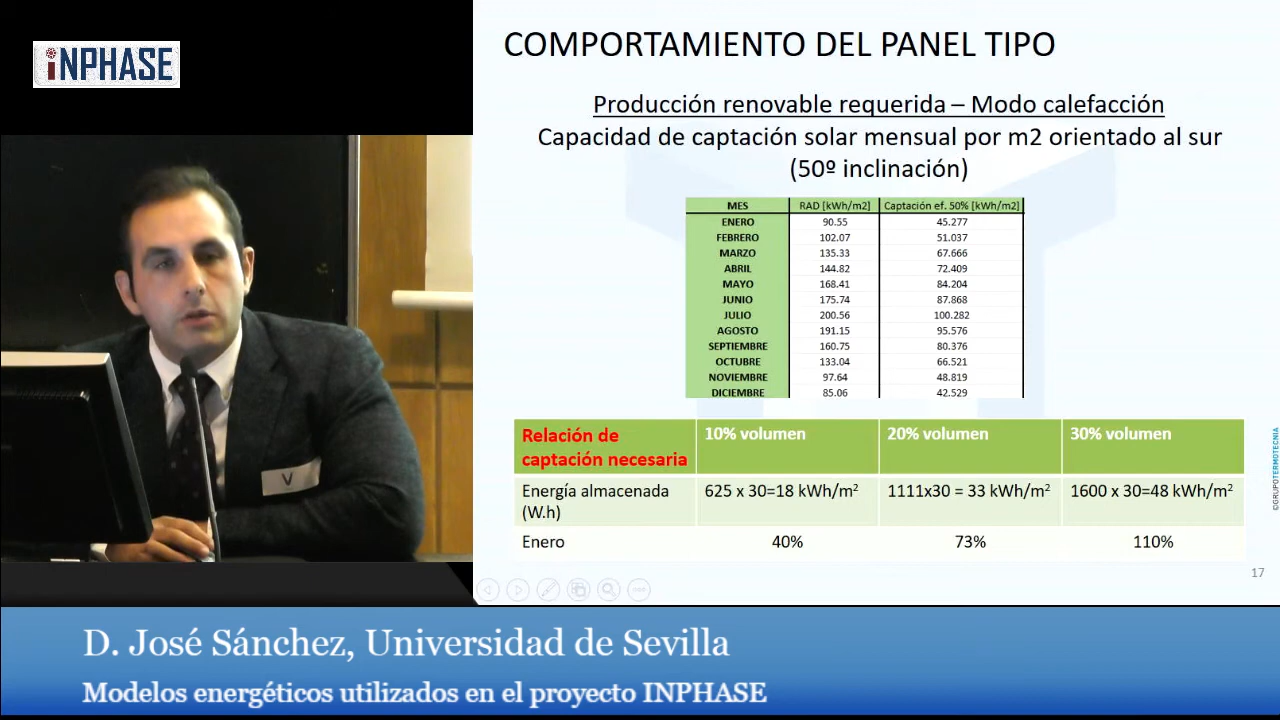 iNPHASE
COMPORTAMIENTO DEL PANEL TIPO
Producción renovable requerida – Modo calefacción
Capacidad de captación solar mensual por m2 orientado al sur
(50º inclinación)
MES RAD [kWh/m2] Captación ef. 50% [kWh/m2]
ENERO 90.55 45.277
FEBRERO 102.07 51.037
MARZO 135.33 67.666
ABRIL 144.82 72.409
MAYO 168.41 84.204
JUNIO 175.74 87.868
JULIO 200.56 100.282
AGOSTO 191.15 95.576
SEPTIEMBRE 160.75 80.376
OCTUBRE 133.04 66.521
NOVIEMBRE 97.64 48.819
DICIEMBRE 85.06 42.529
Relación de captación necesaria 10% volumen 20% volumen 30% volumen
Energía almacenada (W.h) 625 x 30=18 kWh/m² 1111x30 = 33 kWh/m² 1600 x 30=48 kWh/m²
Enero 40% 73% 110%
©GRUPOTERMOTECNIA
17
V
D. José Sánchez, Universidad de Sevilla
Modelos energéticos utilizados en el proyecto INPHASE